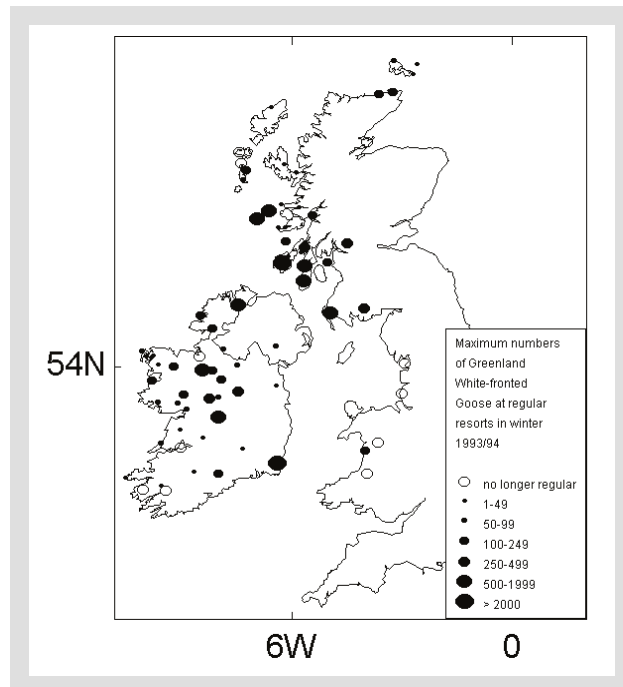 54N
Maximum numbers
of Greenland
White-fronted
Goose at regular
resorts in winter
1993/94
no longer regular
1-49
50-99
100-249
250-499
500-1999
> 2000
6W
0